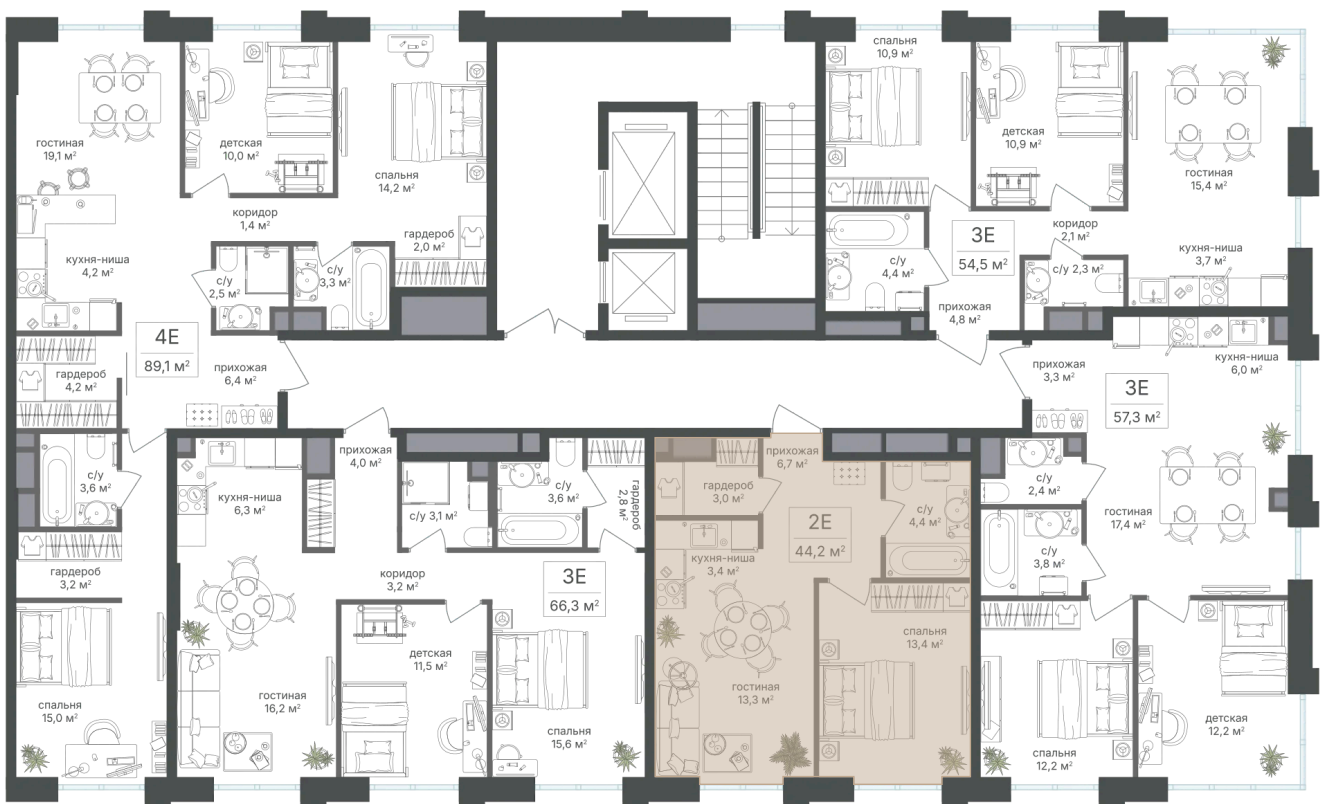 гостиная
19,1 м²
кухня-ниша
4,2 м²
детская
10,0 м²
коридор
1,4 м²
спальня
14,2 м²
гардероб
2,0 м²
с/у
2,5 м²
с/у
3,3 м²
4Е
89,1 м²
гардероб
4,2 м²
прихожая
6,4 м²
с/у
3,6 м²
гардероб
3,2 м²
спальня
15,0 м²
кухня-ниша
6,3 м²
прихожая
4,0 м²
с/у 3,1 м²
с/у
3,6 м²
гардероб
2,8 м²
коридор
3,2 м²
3Е
66,3 м²
детская
11,5 м²
гостиная
16,2 м²
спальня
15,6 м²
прихожая
6,7 м²
гардероб
3,0 м²
2Е
44,2 м²
с/у
4,4 м²
кухня-ниша
3,4 м²
гостиная
13,3 м²
спальня
13,4 м²
спальня
10,9 м²
детская
10,9 м²
гостиная
15,4 м²
коридор
2,1 м²
3Е
54,5 м²
с/у
4,4 м²
с/у 2,3 м²
кухня-ниша
3,7 м²
прихожая
4,8 м²
прихожая
3,3 м²
кухня-ниша
6,0 м²
3Е
57,3 м²
с/у
2,4 м²
гостиная
17,4 м²
с/у
3,8 м²
спальня
12,2 м²
детская
12,2 м²